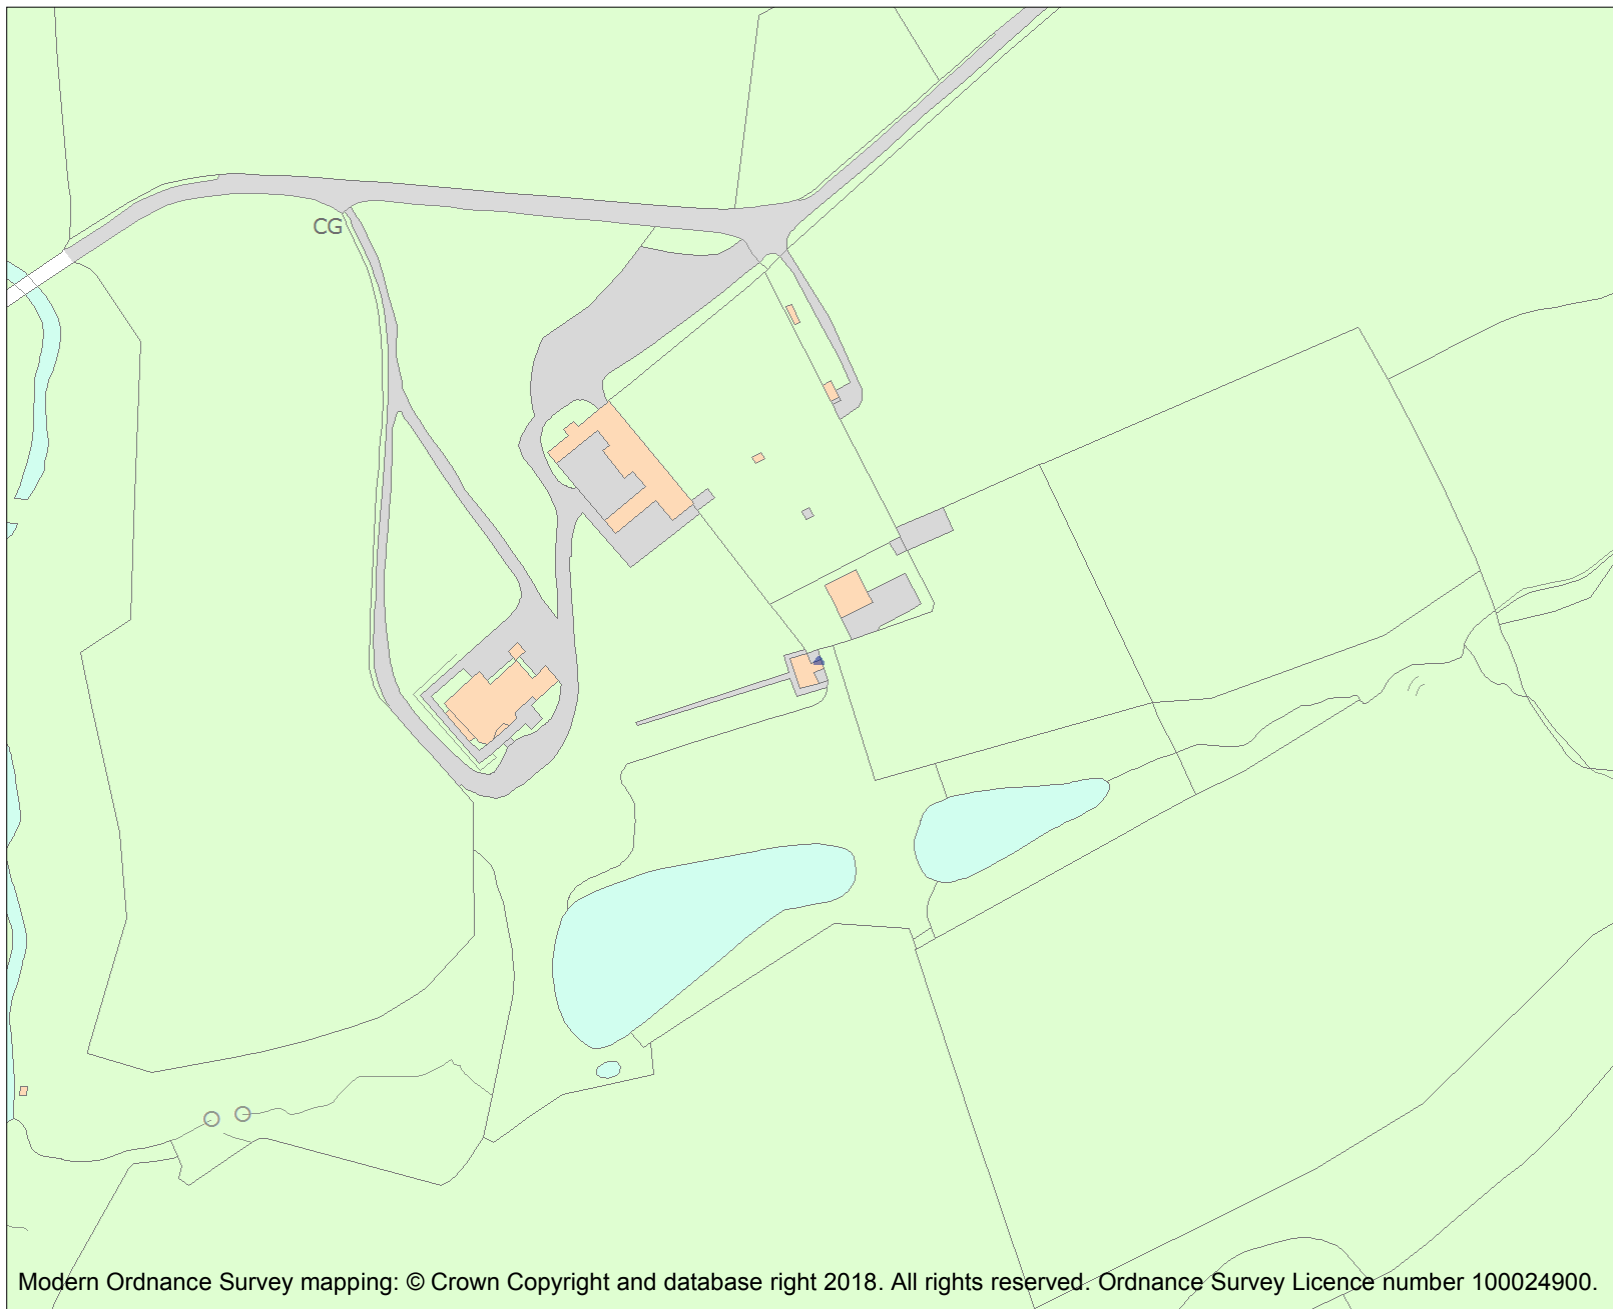 CG
Modern Ordnance Survey mapping: © Crown Copyright and database right 2018. All rights reserved. Ordnance Survey Licence number 100024900.